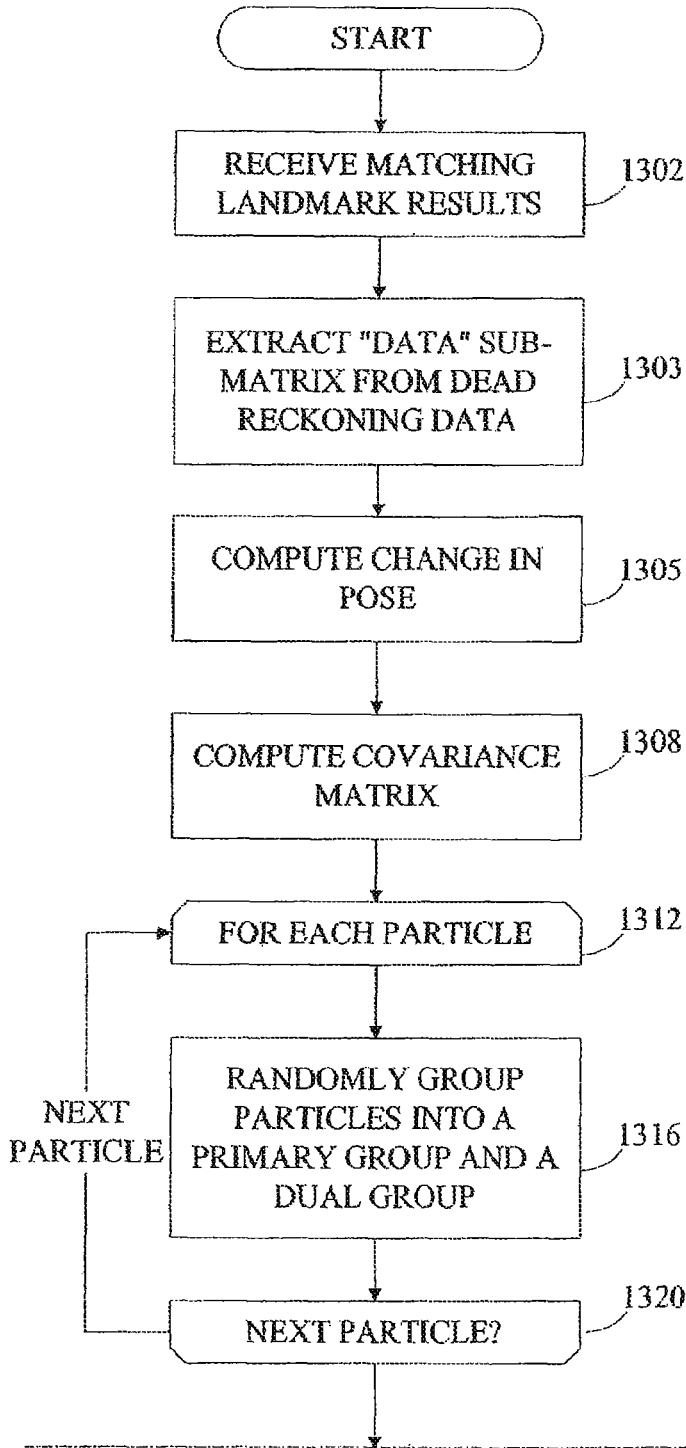 START
RECEIVE MATCHING
LANDMARK RESULTS
1302
EXTRACT "DATA" SUB-
MATRIX FROM DEAD
RECKONING DATA
1303
COMPUTE CHANGE IN
POSE
1305
COMPUTE COVARIANCE
MATRIX
1308
FOR EACH PARTICLE
1312
RANDOMLY GROUP
PARTICLES INTO A
PRIMARY GROUP AND A
DUAL GROUP
1316
NEXT
PARTICLE
NEXT PARTICLE?
1320